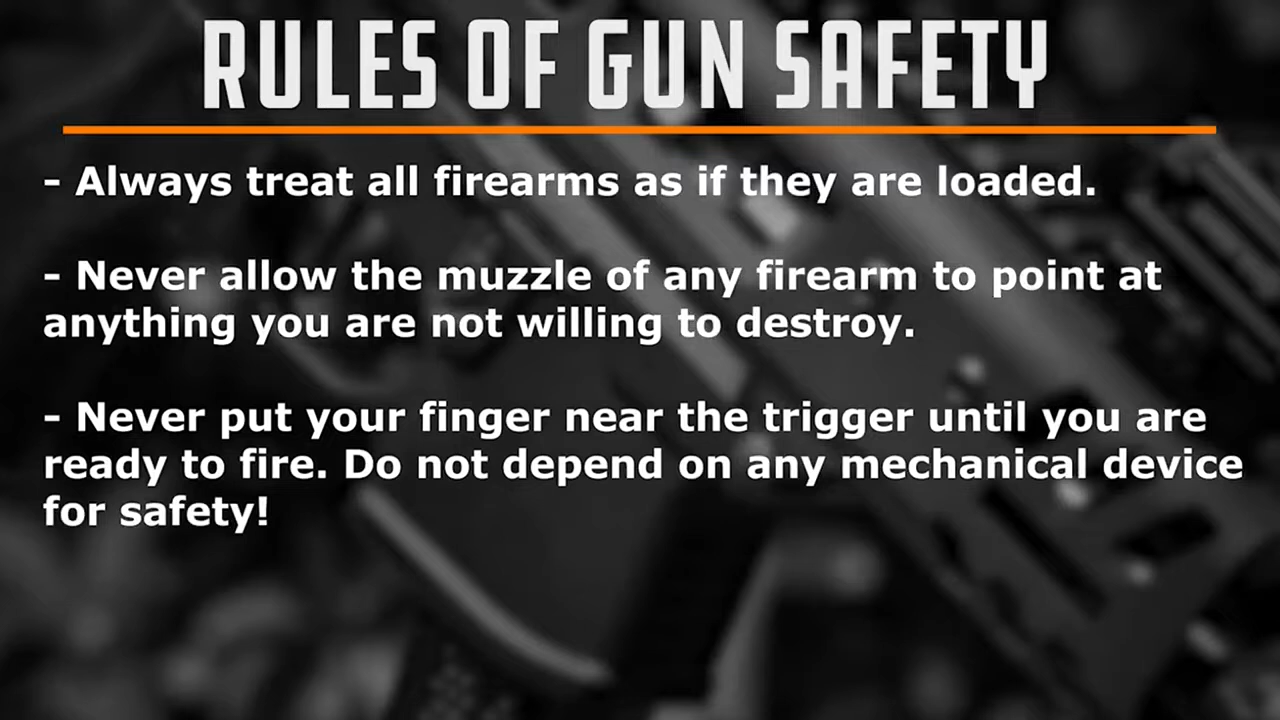 RULES OF GUN SAFETY
- Always treat all firearms as if they are loaded.
- Never allow the muzzle of any firearm to point at
anything you are not willing to destroy.
- Never put your finger near the trigger until you are
ready to fire. Do not depend on any mechanical device
for safety!